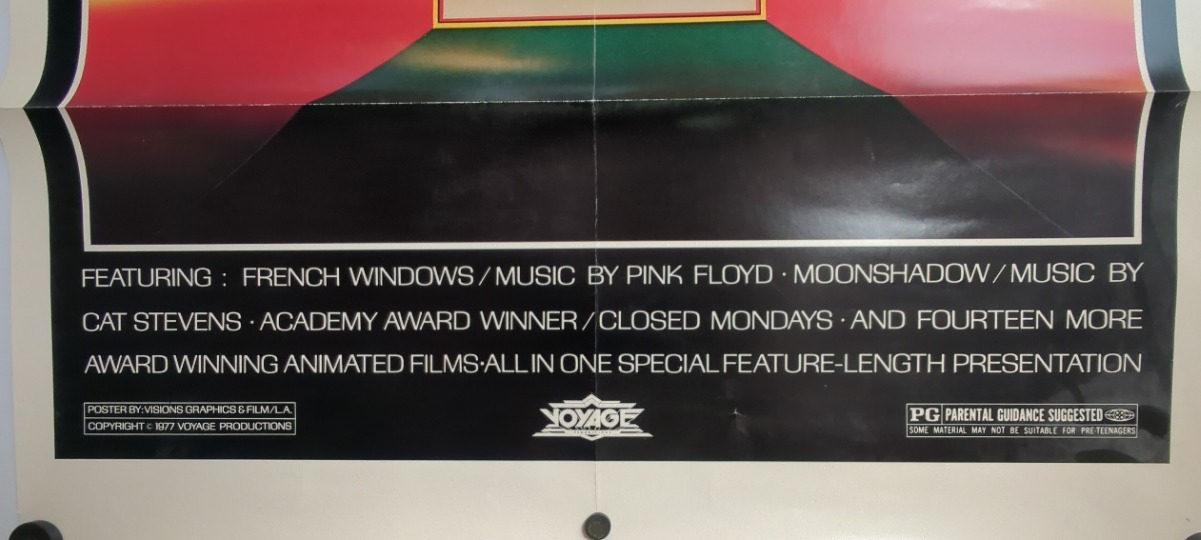 FEATURING : FRENCH WINDOWS / MUSIC BY PINK FLOYD · MOONSHADOW / MUSIC BY
CAT STEVENS · ACADEMY AWARD WINNER / CLOSED MONDAYS · AND FOURTEEN MORE
AWARD WINNING ANIMATED FILMS · ALL IN ONE SPECIAL FEATURE-LENGTH PRESENTATION
POSTER BY: VISIONS GRAPHICS & FILM / L.A.
COPYRIGHT © 1977 VOYAGE PRODUCTIONS
VOYAGE
PG PARENTAL GUIDANCE SUGGESTED
SOME MATERIAL MAY NOT BE SUITABLE FOR PRE-TEENAGERS